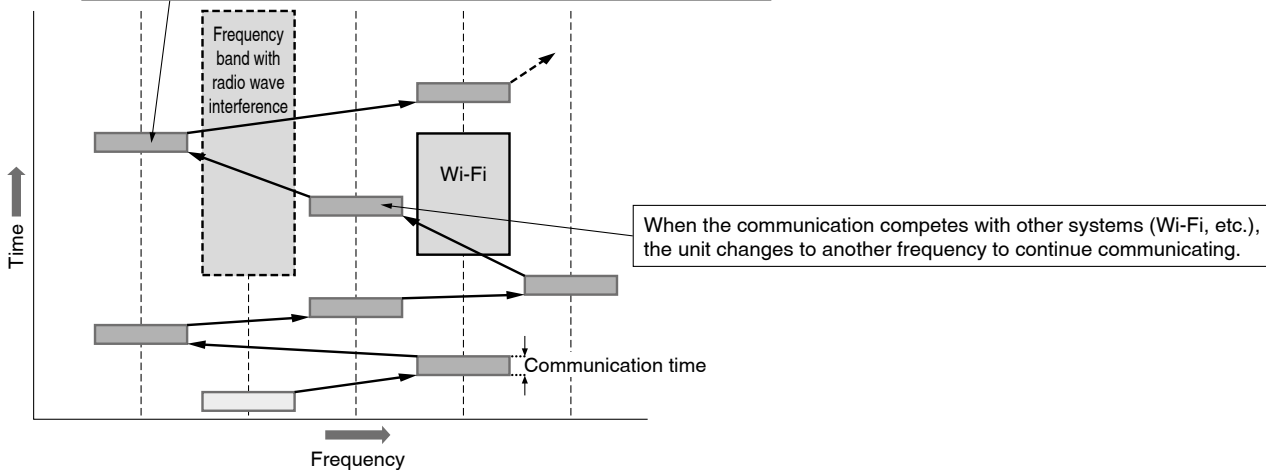 Frequency
band with
radio wave
interference
Wi-Fi
When the communication competes with other systems (Wi-Fi, etc.),
the unit changes to another frequency to continue communicating.
Communication time
Time
Frequency